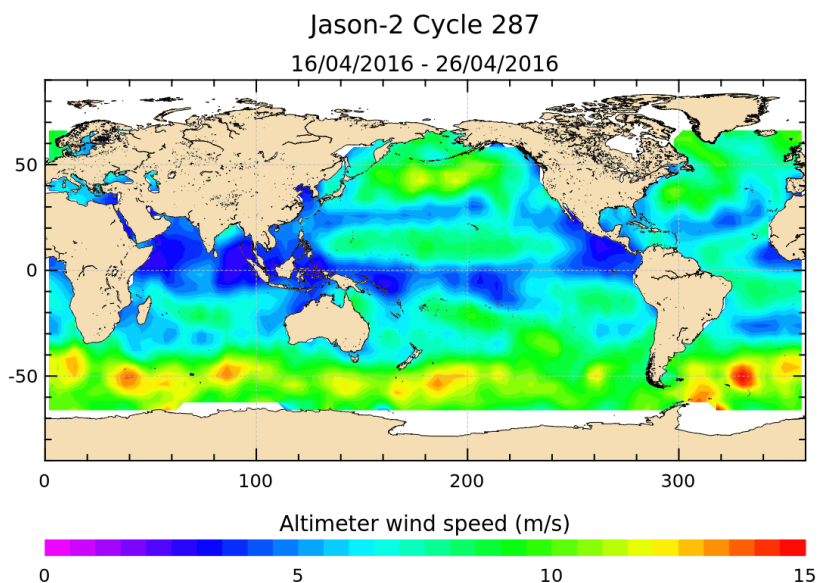 Jason-2 Cycle 287
16/04/2016 - 26/04/2016
50
0
-50
0 100 200 300
Altimeter wind speed (m/s)
0 5 10 15